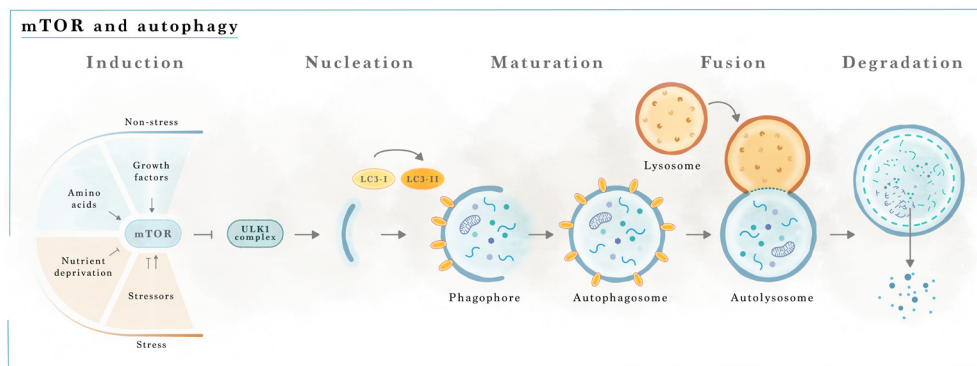 mTOR and autophagy
Induction
Nucleation
Maturation
Fusion
Degradation
Non-stress
Growth
factors
Amino
acids
mTOR
Nutrient
deprivation
Stressors
Stress
ULK1
complex
LC3-I
LC3-II
Phagophore
Autophagosome
Lysosome
Autolysosome